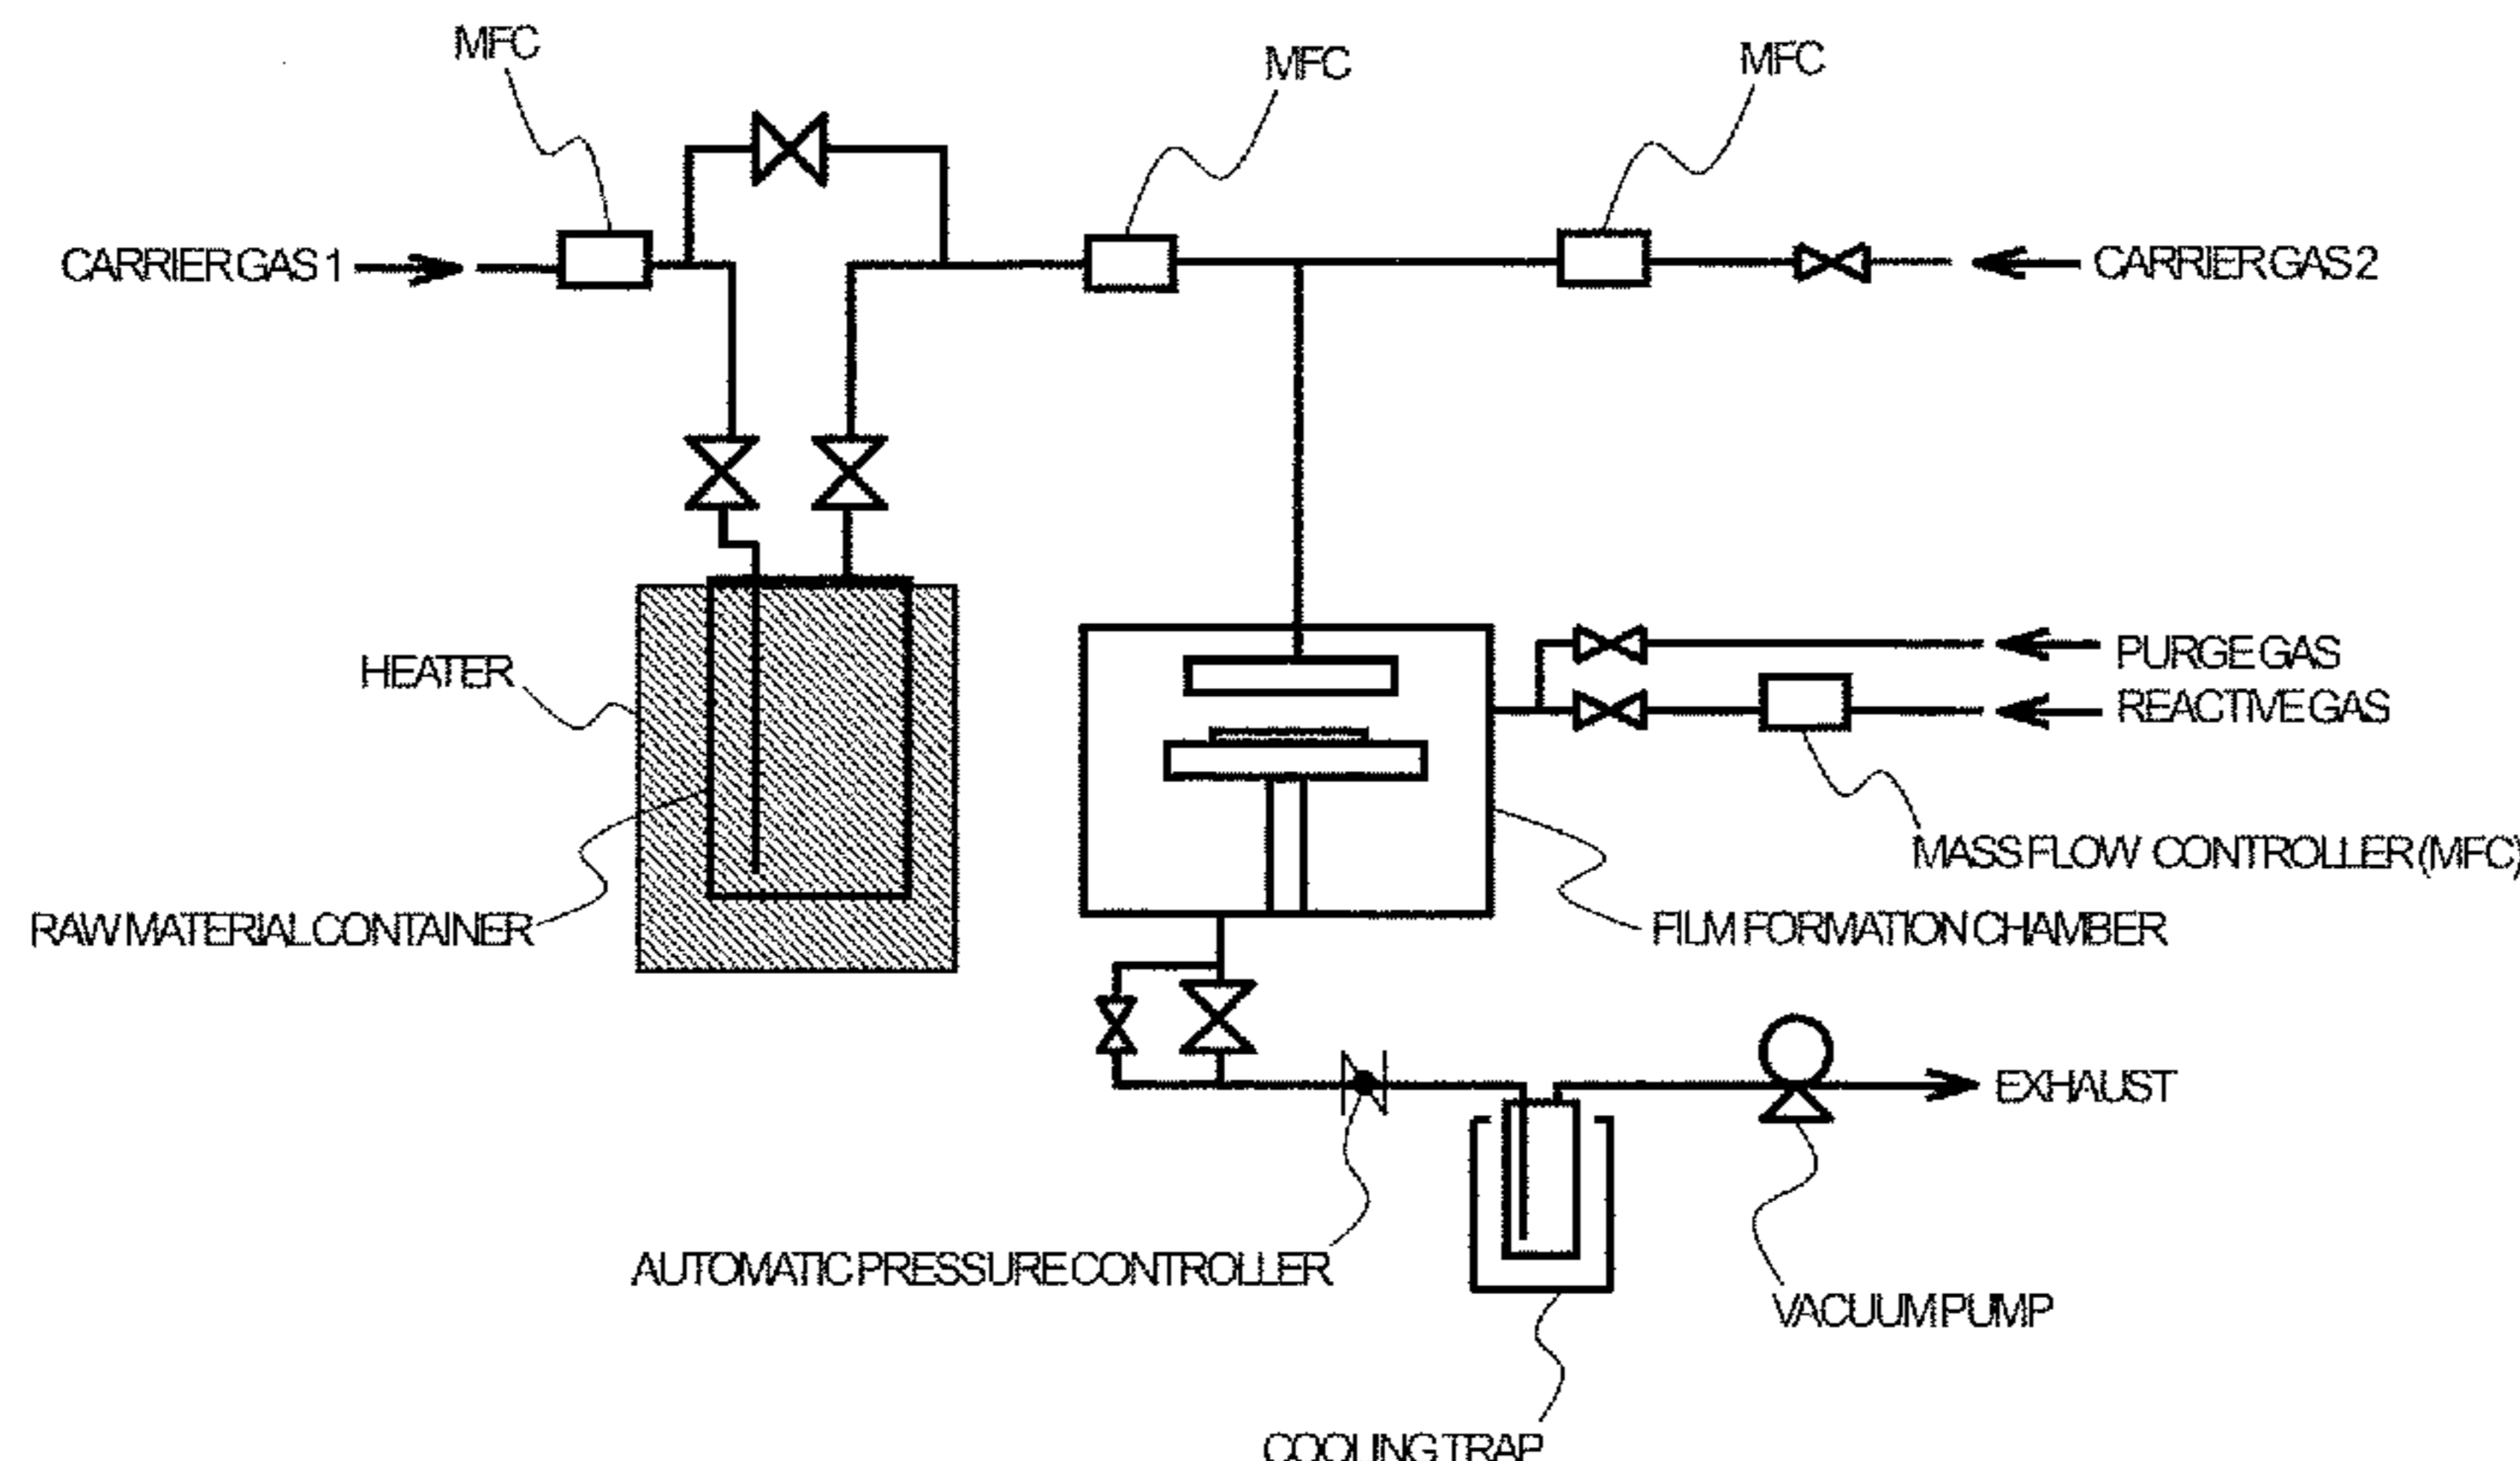 MFC
MFC
MFC
CARRIER GAS 1
CARRIER GAS 2
HEATER
PURGE GAS
REACTIVE GAS
MASS FLOW CONTROLLER (MFC)
RAW MATERIAL CONTAINER
FILM FORMATION CHAMBER
EXHAUST
AUTOMATIC PRESSURE CONTROLLER
VACUUM PUMP
COOLING TRAP